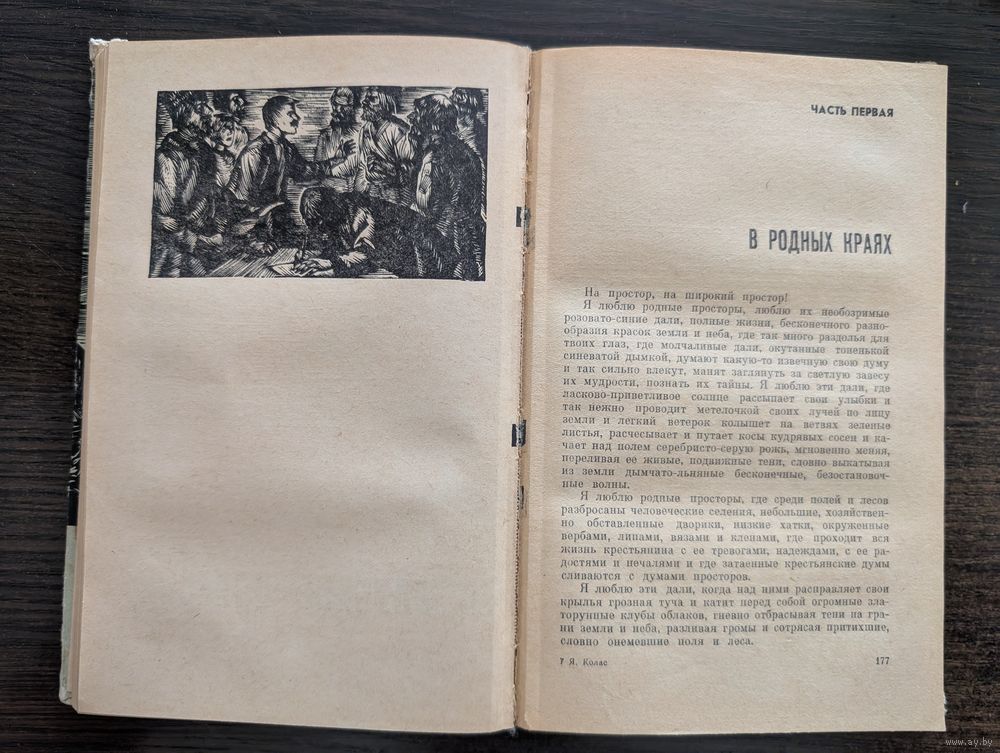 ЧАСТЬ ПЕРВАЯ
В РОДНЫХ КРАЯХ
На простор, на широкий простор!
Я люблю родные просторы, люблю их необозримые
розовато-синие дали, полные жизни, бесконечного разно-
образия красок земли и неба, где так много раздолья для
твоих глаз, где молчаливые дали, окутанные тоненькой
синеватой дымкой, думают какую-то извечную свою думу
и так сильно влекут, манят заглянуть за светлую завесу
их мудрости, познать их тайны. Я люблю эти дали, где
ласково-приветливое солнце рассыпает свои улыбки и
так нежно проводит метелочкой своих лучей по лицу
земли и легкий ветерок колышет на ветвях зеленые
листья, расчесывает и путает косы кудрявых сосен и ка-
чает над полем серебристо-серую рожь, мгновенно меняя,
переливая ее живые, подвижные тени, словно выкатывая
из земли дымчато-льняные бесконечные, безостановоч-
ные волны.
Я люблю родные просторы, где среди полей и лесов
разбросаны человеческие селения, небольшие, хозяйствен-
но обставленные дворики, низкие хатки, окруженные
вербами, липами, вязами и кленами, где проходит вся
жизнь крестьянина с ее тревогами, надеждами, с ее ра-
достями и печалями и где затаенные крестьянские думы
сливаются с думами просторов.
Я люблю эти дали, когда над ними расправляет свои
крылья грозная туча и катит перед собой огромные зла-
торунные клубы облаков, гневно отбрасывая тени на гра-
ни земли и неба, разливая громы и сотрясая притихшие,
словно онемевшие поля и леса.
7 Я. Колас 177
www.ay.by